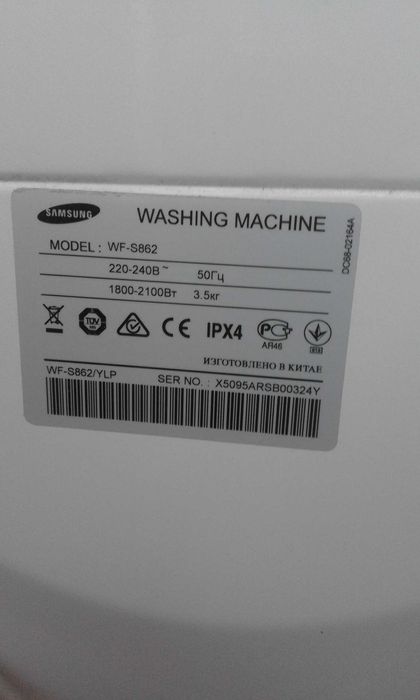 SAMSUNG WASHING MACHINE
MODEL : WF-S862
220-240В~ 50Гц
1800-2100Вт 3.5кг
IPX4
АЯ46
ИЗГОТОВЛЕНО В КИТАЕ
WF-S862/YLP SER NO. : X5095ARSB00324Y
DC68-02164A